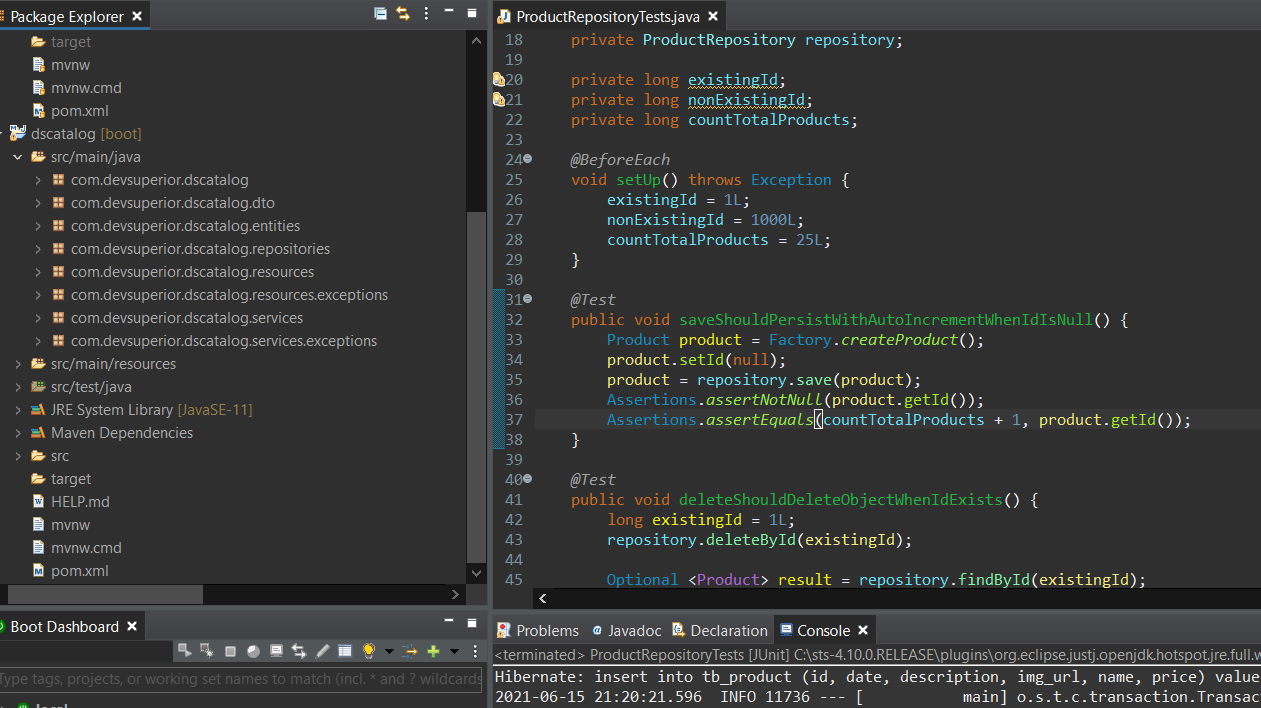 Package Explorer
target
mvnw
mvnw.cmd
pom.xml
dscatalog [boot]
src/main/java
com.devsuperior.dscatalog
com.devsuperior.dscatalog.dto
com.devsuperior.dscatalog.entities
com.devsuperior.dscatalog.repositories
com.devsuperior.dscatalog.resources
com.devsuperior.dscatalog.resources.exceptions
com.devsuperior.dscatalog.services
com.devsuperior.dscatalog.services.exceptions
src/main/resources
src/test/java
JRE System Library [JavaSE-11]
Maven Dependencies
src
target
HELP.md
mvnw
mvnw.cmd
pom.xml
Boot Dashboard
Type tags, projects, or working set names to match (incl. * and ? wildcards
local
ProductRepositoryTests.java
18 private ProductRepository repository;
19
20 private long existingId;
21 private long nonExistingId;
22 private long countTotalProducts;
23
24 @BeforeEach
25 void setUp() throws Exception {
26 existingId = 1L;
27 nonExistingId = 1000L;
28 countTotalProducts = 25L;
29 }
30
31 @Test
32 public void saveShouldPersistWithAutoIncrementWhenIdIsNull() {
33 Product product = Factory.createProduct();
34 product.setId(null);
35 product = repository.save(product);
36 Assertions.assertNotNull(product.getId());
37 Assertions.assertEquals(countTotalProducts + 1, product.getId());
38 }
39
40 @Test
41 public void deleteShouldDeleteObjectWhenIdExists() {
42 long existingId = 1L;
43 repository.deleteById(existingId);
44
45 Optional <Product> result = repository.findById(existingId);
Problems Javadoc Declaration Console
<terminated> ProductRepositoryTests [JUnit] C:\sts-4.10.0.RELEASE\plugins\org.eclipse.justj.openjdk.hotspot.jre.full.w
Hibernate: insert into tb_product (id, date, description, img_url, name, price) value
2021-06-15 21:20:21.596 INFO 11736 --- [ main] o.s.t.c.transaction.Transac